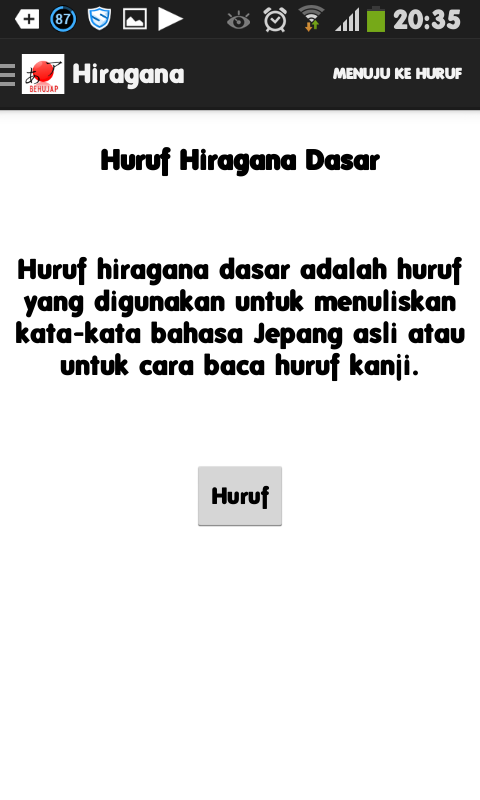 87 20:35
あ BEHUJAP Hiragana MENUJU KE HURUF
Huruf Hiragana Dasar
Huruf hiragana dasar adalah huruf
yang digunakan untuk menuliskan
kata-kata bahasa Jepang asli atau
untuk cara baca huruf kanji.
Huruf